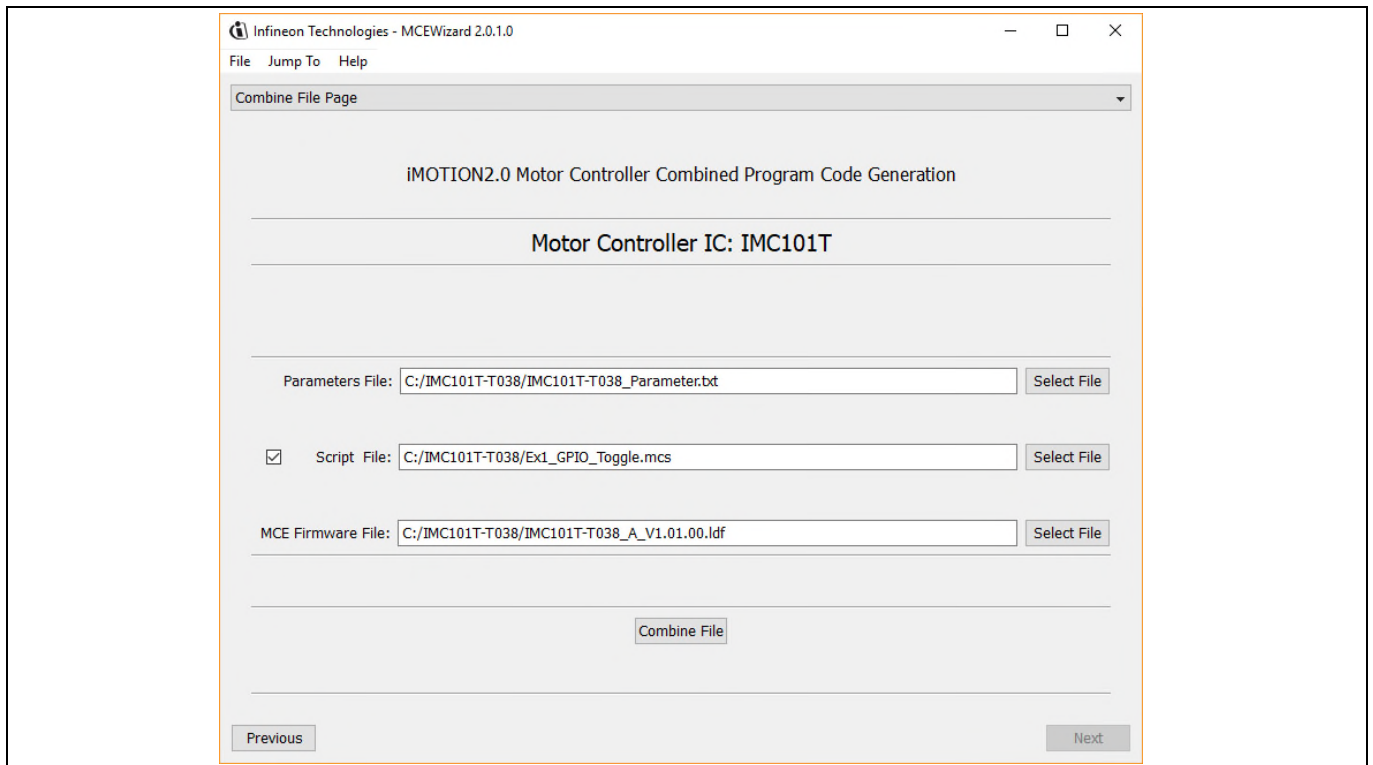 Infineon Technologies - MCEWizard 2.0.1.0
File Jump To Help
Combine File Page
iMOTION2.0 Motor Controller Combined Program Code Generation
Motor Controller IC: IMC101T
Parameters File: C:/IMC101T-T038/IMC101T-T038_Parameter.txt Select File
Script File: C:/IMC101T-T038/Ex1_GPIO_Toggle.mcs Select File
MCE Firmware File: C:/IMC101T-T038/IMC101T-T038_A_V1.01.00.ldf Select File
Combine File
Previous Next